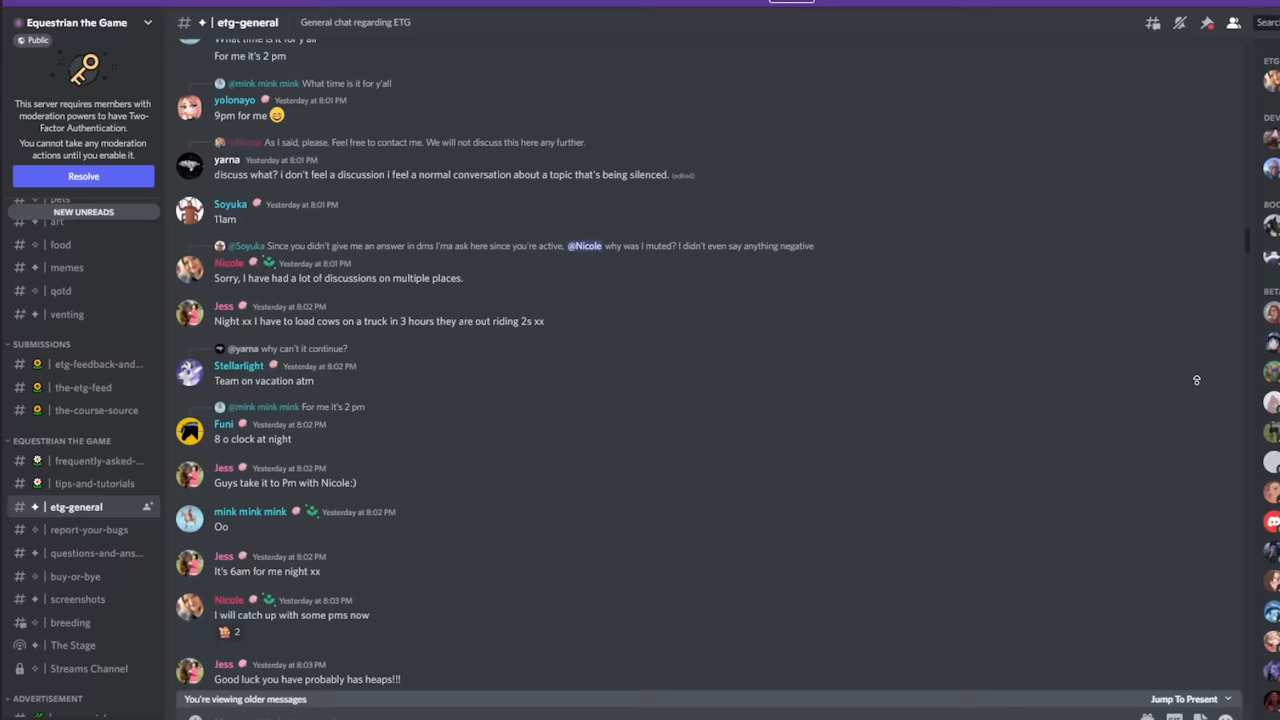 Equestrian the Game
Public
This server requires members with
moderation powers to have Two-
Factor Authentication.
You cannot take any moderation
actions until you enable it.
Resolve
pets
NEW UNREADS
art
food
memes
qotd
venting
SUBMISSIONS
etg-feedback-and...
the-etg-feed
the-course-source
EQUESTRIAN THE GAME
frequently-asked-...
tips-and-tutorials
etg-general
report-your-bugs
questions-and-ans...
buy-or-bye
screenshots
breeding
The Stage
Streams Channel
ADVERTISEMENT
etg-general General chat regarding ETG
Search
What time is it for y'all
For me it's 2 pm
@mink mink mink What time is it for y'all
yolonayo Yesterday at 8:01 PM
9pm for me
@Nicole As I said, please. Feel free to contact me. We will not discuss this here any further.
yarna Yesterday at 8:01 PM
discuss what? i don't feel a discussion i feel a normal conversation about a topic that's being silenced. (edited)
Soyuka Yesterday at 8:01 PM
11am
@Soyuka Since you didn't give me an answer in dms I'ma ask here since you're active, @Nicole why was I muted? I didn't even say anything negative
Nicole Yesterday at 8:01 PM
Sorry, I have had a lot of discussions on multiple places.
Jess Yesterday at 8:02 PM
Night xx I have to load cows on a truck in 3 hours they are out riding 2s xx
@yarna why can't it continue?
Stellarlight Yesterday at 8:02 PM
Team on vacation atm
@mink mink mink For me it's 2 pm
Funi Yesterday at 8:02 PM
8 o clock at night
Jess Yesterday at 8:02 PM
Guys take it to Pm with Nicole:)
mink mink mink Yesterday at 8:02 PM
Oo
Jess Yesterday at 8:02 PM
It's 6am for me night xx
Nicole Yesterday at 8:03 PM
I will catch up with some pms now
2
Jess Yesterday at 8:03 PM
Good luck you have probably has heaps!!!
You're viewing older messages
Jump To Present
ETG
DEV
BOO
BETA